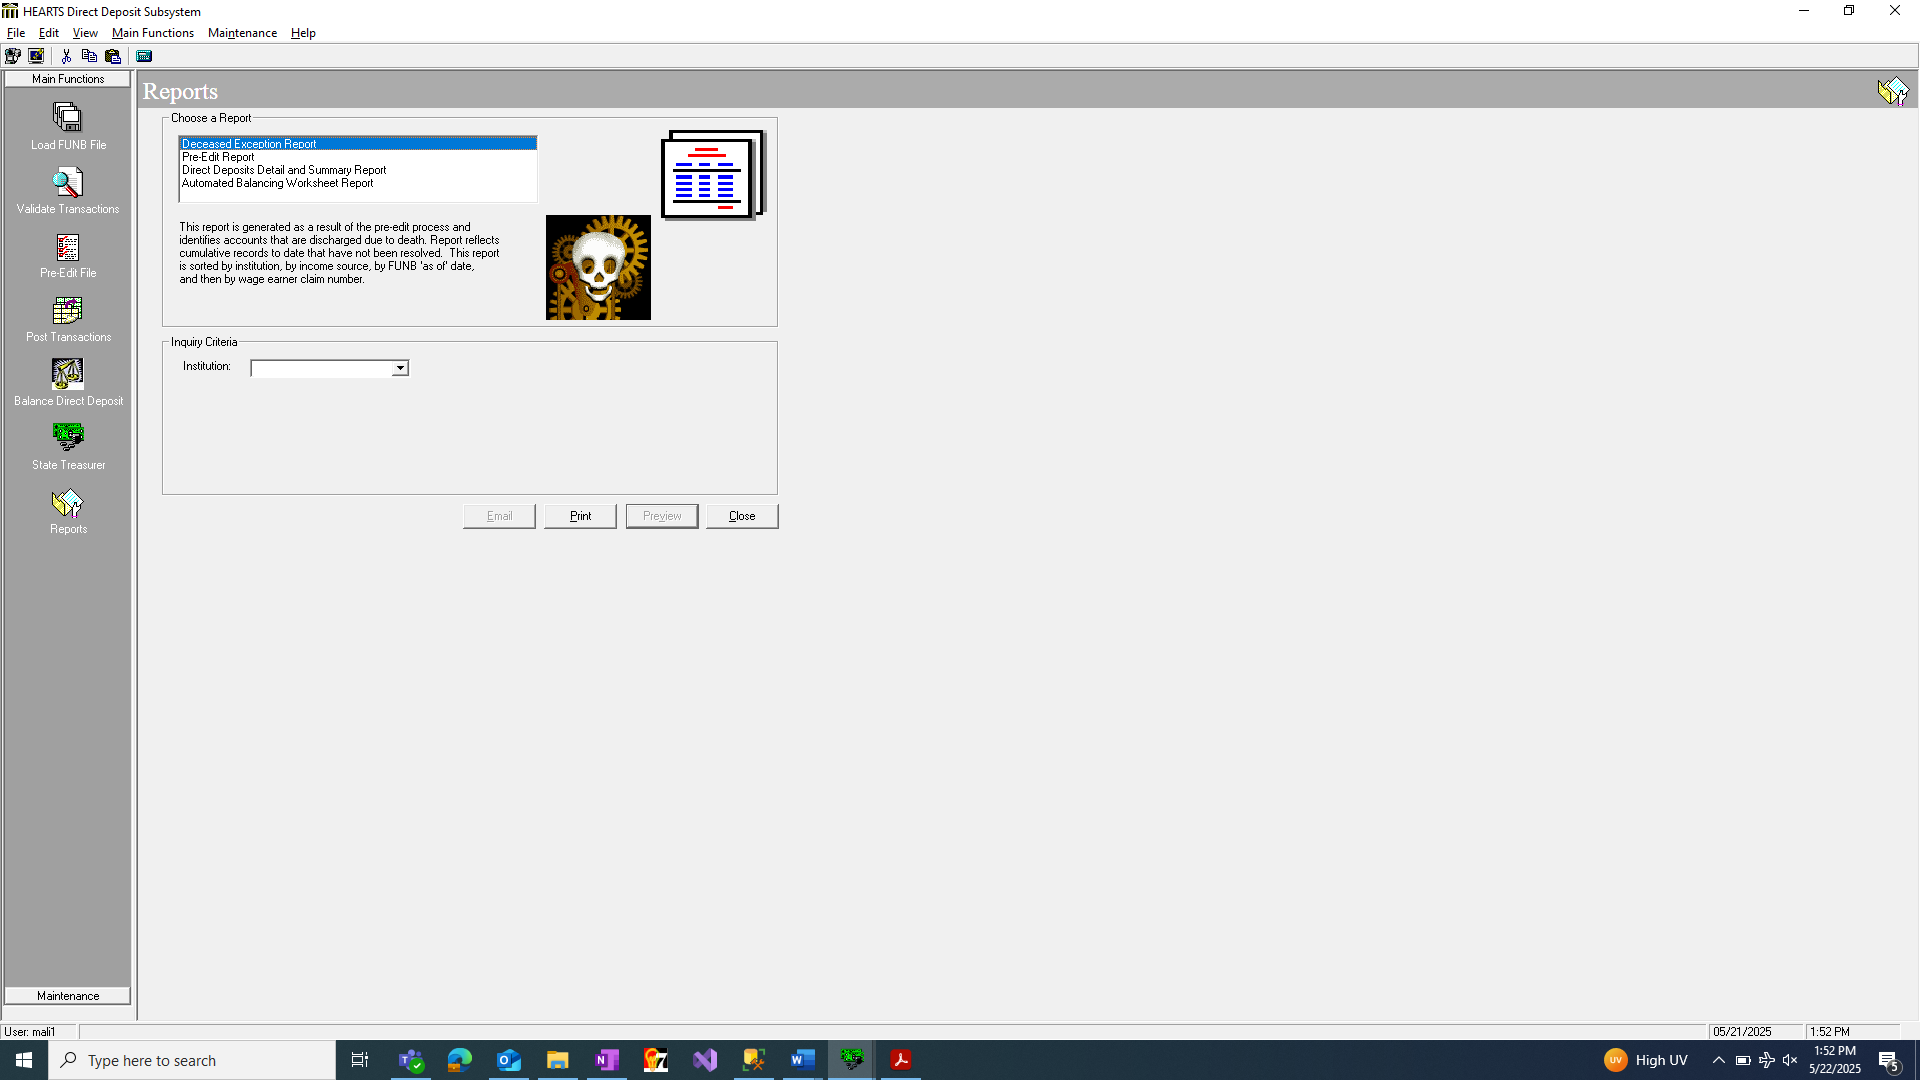 HEARTS Direct Deposit Subsystem
File Edit View Main Functions Maintenance Help
Main Functions
Load FUNB File
Validate Transactions
Pre-Edit File
Post Transactions
Balance Direct Deposit
State Treasurer
Reports
Maintenance
Reports
Choose a Report
Deceased Exception Report
Pre-Edit Report
Direct Deposits Detail and Summary Report
Automated Balancing Worksheet Report
This report is generated as a result of the pre-edit process and
identifies accounts that are discharged due to death. Report reflects
cumulative records to date that have not been resolved. This report
is sorted by institution, by income source, by FUNB 'as of' date,
and then by wage earner claim number.
Inquiry Criteria
Institution:
Email Print Preview Close
User: mali1
05/21/2025 1:52 PM
Type here to search
UV High UV
1:52 PM
5/22/2025
5